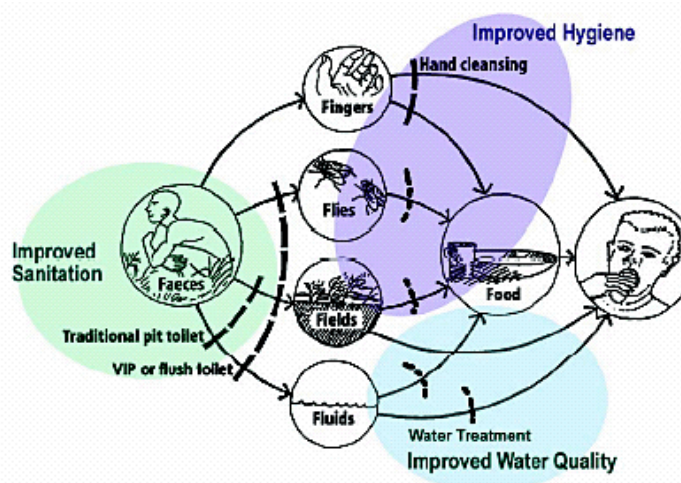 Improved Hygiene
Hand cleansing
Fingers
Flies
Improved
Sanitation
Faeces
Food
Fields
Traditional pit toilet
VIP or flush toilet
Fluids
Water Treatment
Improved Water Quality